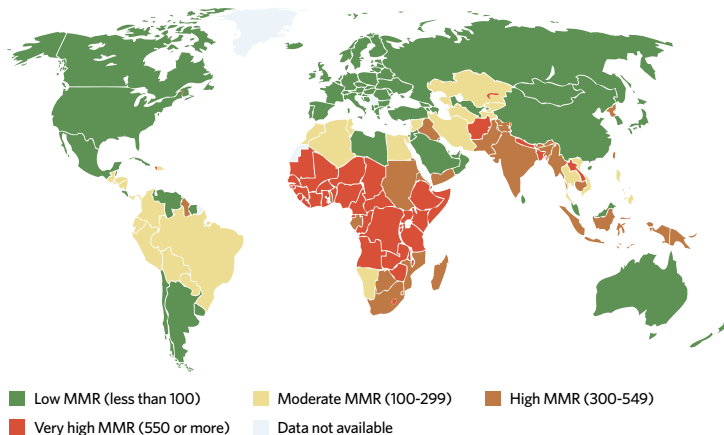 Low MMR (less than 100)
Moderate MMR (100-299)
High MMR (300-549)
Very high MMR (550 or more)
Data not available